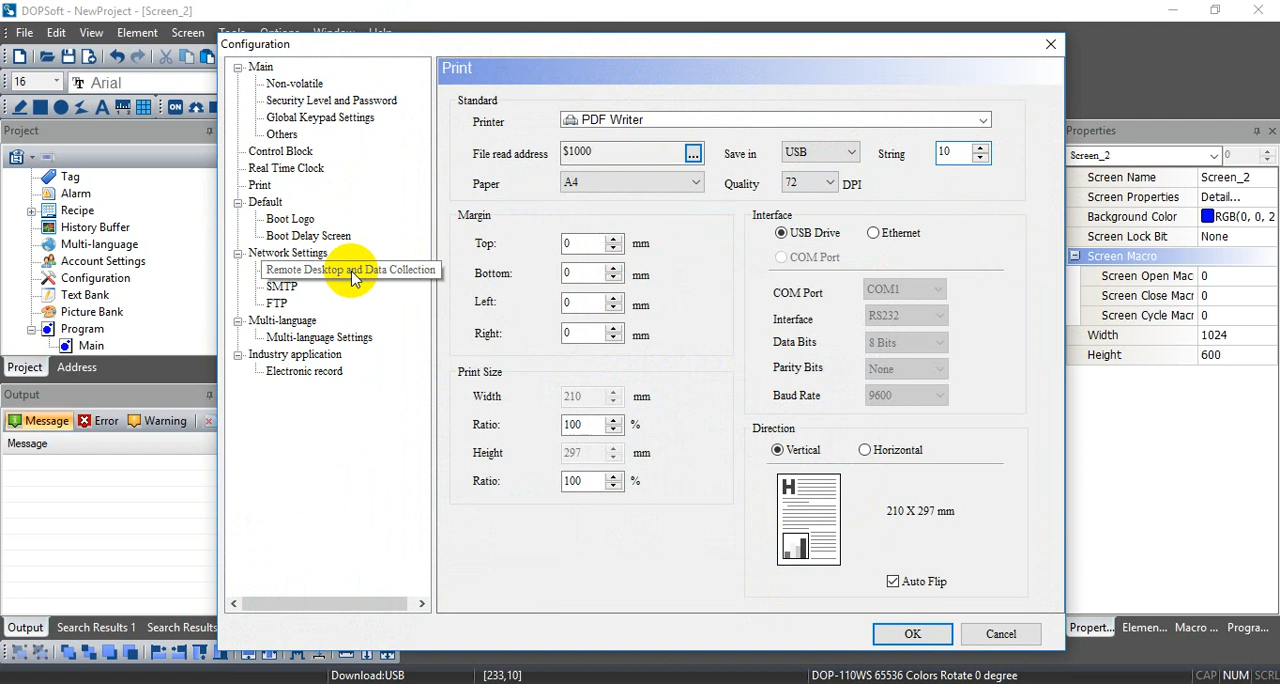 DOPSoft - NewProject - [Screen_2]
File Edit View Element Screen
Configuration
16 Arial
ON
Project
Tag
Alarm
Recipe
History Buffer
Multi-language
Account Settings
Configuration
Text Bank
Picture Bank
Program
Main
Project Address
Output
Message Error Warning
Message
Output Search Results 1 Search Results
Main
Non-volatile
Security Level and Password
Global Keypad Settings
Others
Control Block
Real Time Clock
Print
Default
Boot Logo
Boot Delay Screen
Network Settings
Remote Desktop and Data Collection
SMTP
FTP
Multi-language
Multi-language Settings
Industry application
Electronic record
Print
Standard
Printer PDF Writer
File read address $1000 ... Save in USB String 10
Paper A4 Quality 72 DPI
Margin
Top: 0 mm
Bottom: 0 mm
Left: 0 mm
Right: 0 mm
Print Size
Width 210 mm
Ratio: 100 %
Height 297 mm
Ratio: 100 %
Interface
USB Drive Ethernet
COM Port
COM Port COM1
Interface RS232
Data Bits 8 Bits
Parity Bits None
Baud Rate 9600
Direction
Vertical Horizontal
H
210 X 297 mm
Auto Flip
OK Cancel
Properties
Screen_2 0
Screen Name Screen_2
Screen Properties Detail...
Background Color RGB(0, 0, 2
Screen Lock Bit None
Screen Macro
Screen Open Mac 0
Screen Close Macr 0
Screen Cycle Macr 0
Width 1024
Height 600
Propert... Elemen... Macro ... Progra...
Download:USB [233,10] DOP-110WS 65536 Colors Rotate 0 degree CAP NUM SCRL